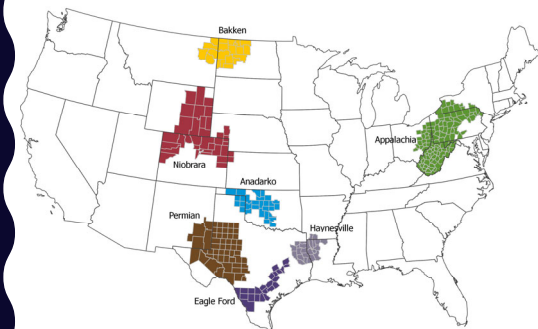 Bakken
Appalachia
Niobrara
Anadarko
Permian
Haynesville
Eagle Ford